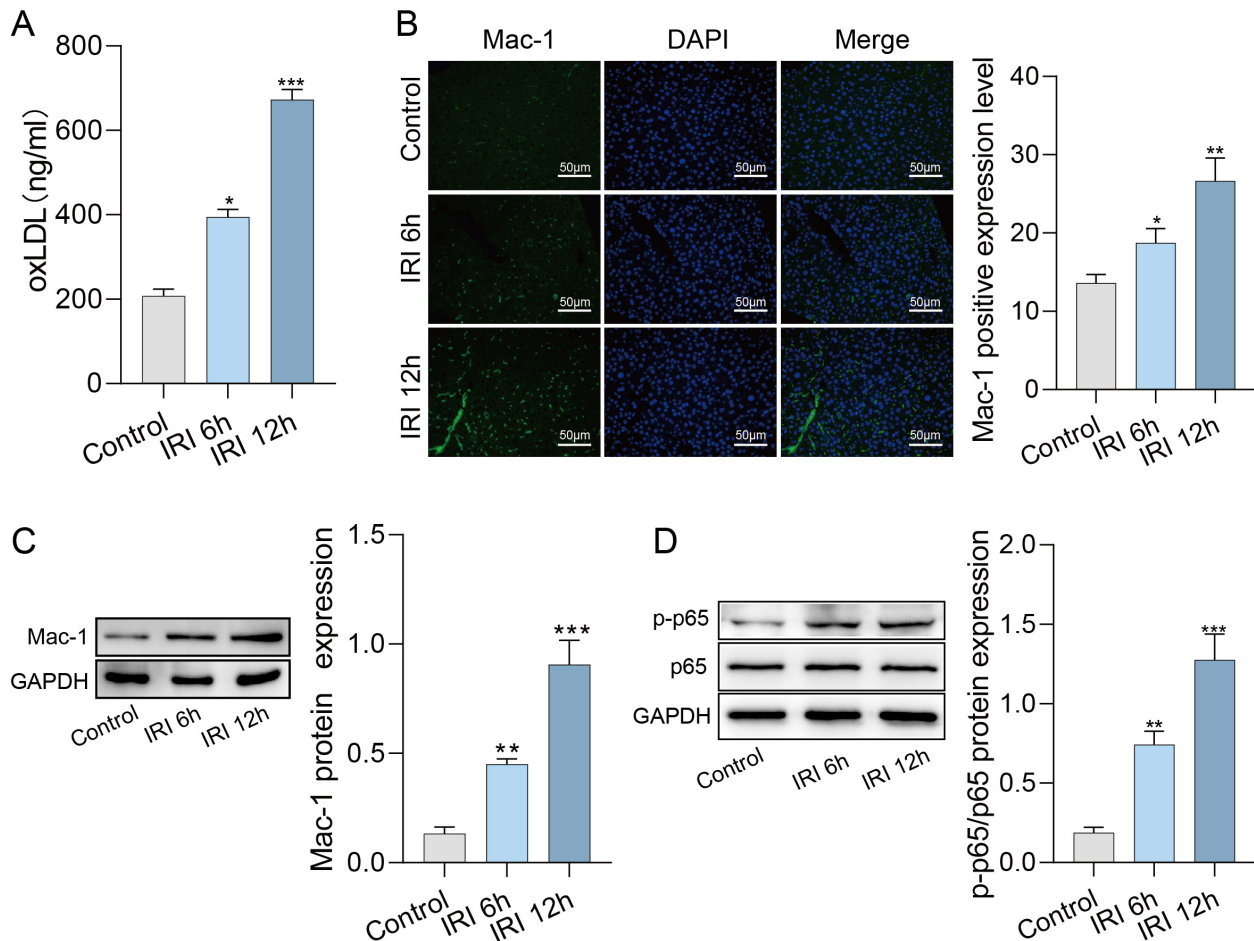 A
oxLDL(ng/ml)
800
600
400
200
0
*
***
Control
IRI 6h
IRI 12h
B
Mac-1
DAPI
Merge
Control
50μm
50μm
50μm
IRI 6h
50μm
50μm
50μm
IRI 12h
50μm
50μm
50μm
Mac-1 positive expression level
40
30
20
10
0
*
**
Control
IRI 6h
IRI 12h
C
Mac-1
GAPDH
Control
IRI 6h
IRI 12h
Mac-1 protein expression
1.5
1.0
0.5
0.0
**
***
Control
IRI 6h
IRI 12h
D
p-p65
p65
GAPDH
Control
IRI 6h
IRI 12h
p-p65/p65 protein expression
2.0
1.5
1.0
0.5
0.0
**
***
Control
IRI 6h
IRI 12h